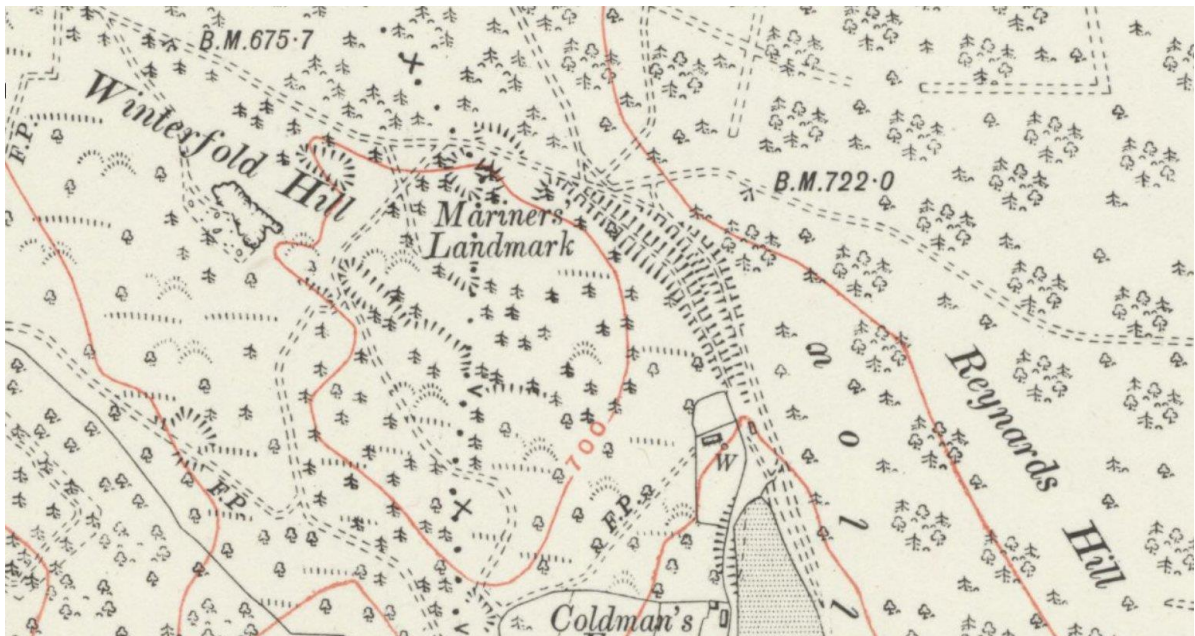 B.M.675·7
Winterfold Hill
F.P.
B.M.722·0
Mariners'
Landmark
Reynards Hill
700
W
F.P.
F.P.
Coldman's